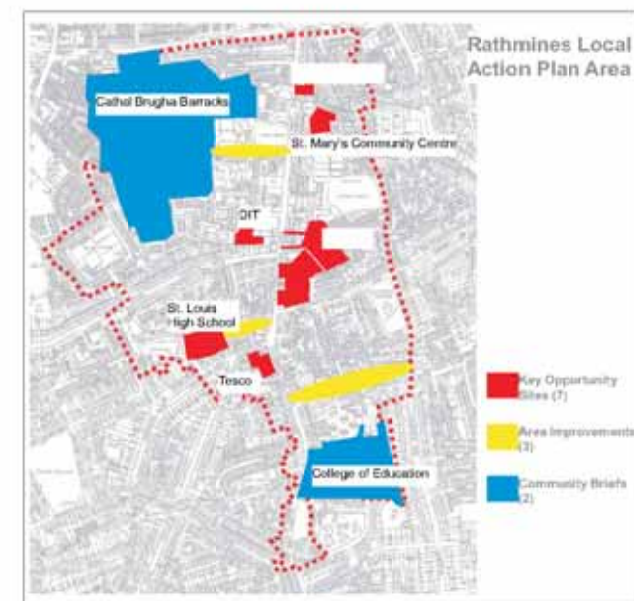 Rathmines Local
Action Plan Area
Cathol Brugha Barracks
St. Mary's Community Centre
DIT
St. Louis
High School
Tesco
College of Education
Key Opportunity
Sites (7)
Area Improvements
(3)
Community Briefs
(2)